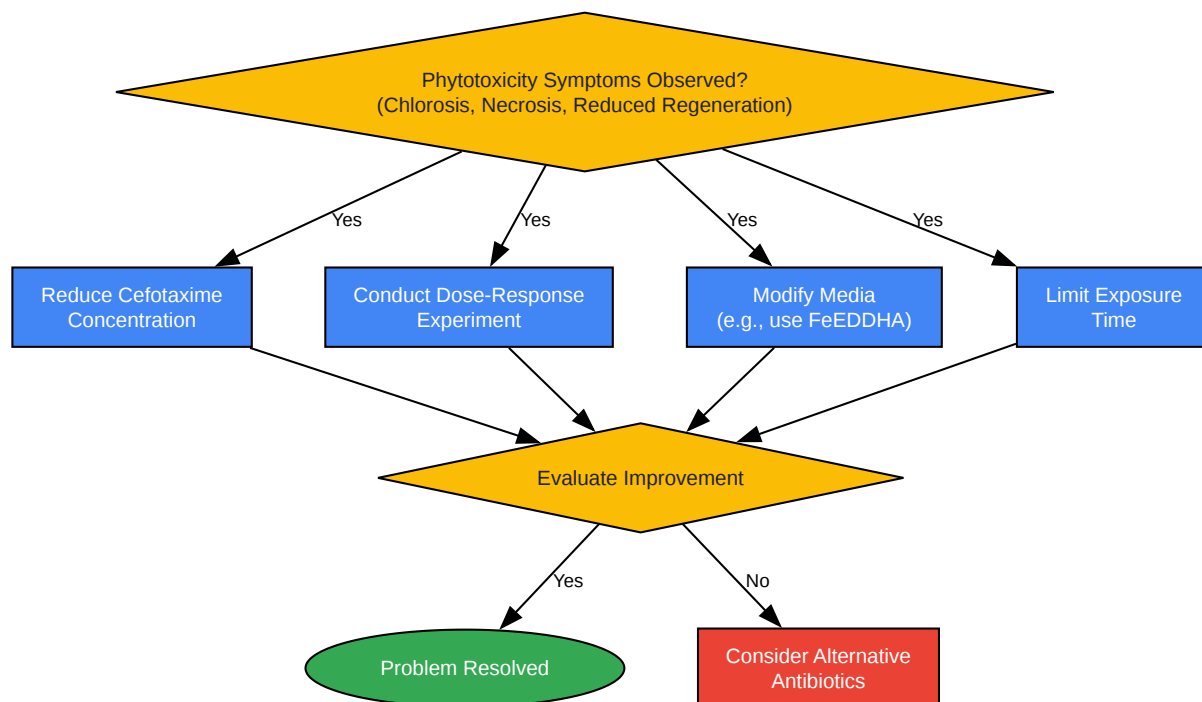 Phytotoxicity Symptoms Observed?
(Chlorosis, Necrosis, Reduced Regeneration)
Yes
Yes
Yes
Yes
Reduce Cefotaxime
Concentration
Conduct Dose-Response
Experiment
Modify Media
(e.g., use FeEDDHA)
Limit Exposure
Time
Evaluate Improvement
Yes
No
Problem Resolved
Consider Alternative
Antibiotics